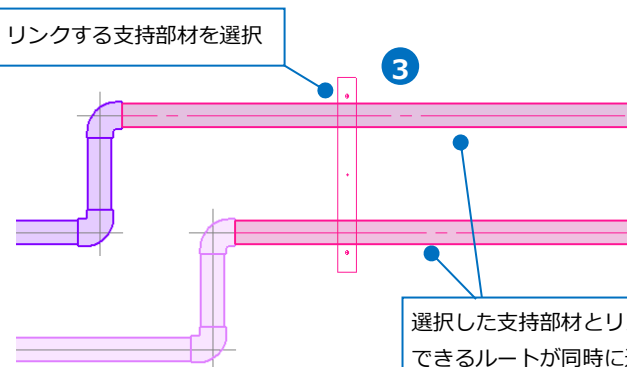 リンクする支持部材を選択
3
選択した支持部材とリ
できるルートが同時に